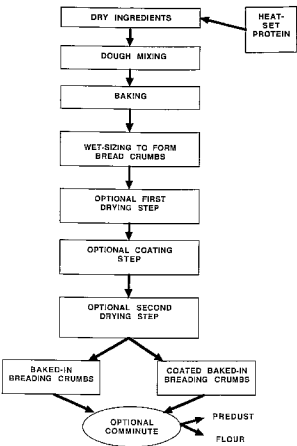 DRY INGREDIENTS
HEAT-
SET
PROTEIN
DOUGH MIXING
BAKING
WET-SIZING TO FORM
BREAD CRUMBS
OPTIONAL FIRST
DRYING STEP
OPTIONAL COATING
STEP
OPTIONAL SECOND
DRYING STEP
BAKED-IN
BREADING CRUMBS
COATED BAKED-IN
BREADING CRUMBS
OPTIONAL
COMMINUTE
PREDUST
FLOUR